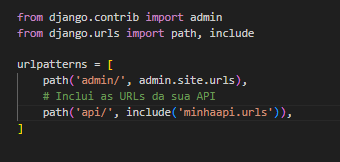 from django.contrib import admin
from django.urls import path, include
urlpatterns = [
    path('admin/', admin.site.urls),
    # Inclui as URLs da sua API
    path('api/', include('minhaapi.urls')),
]